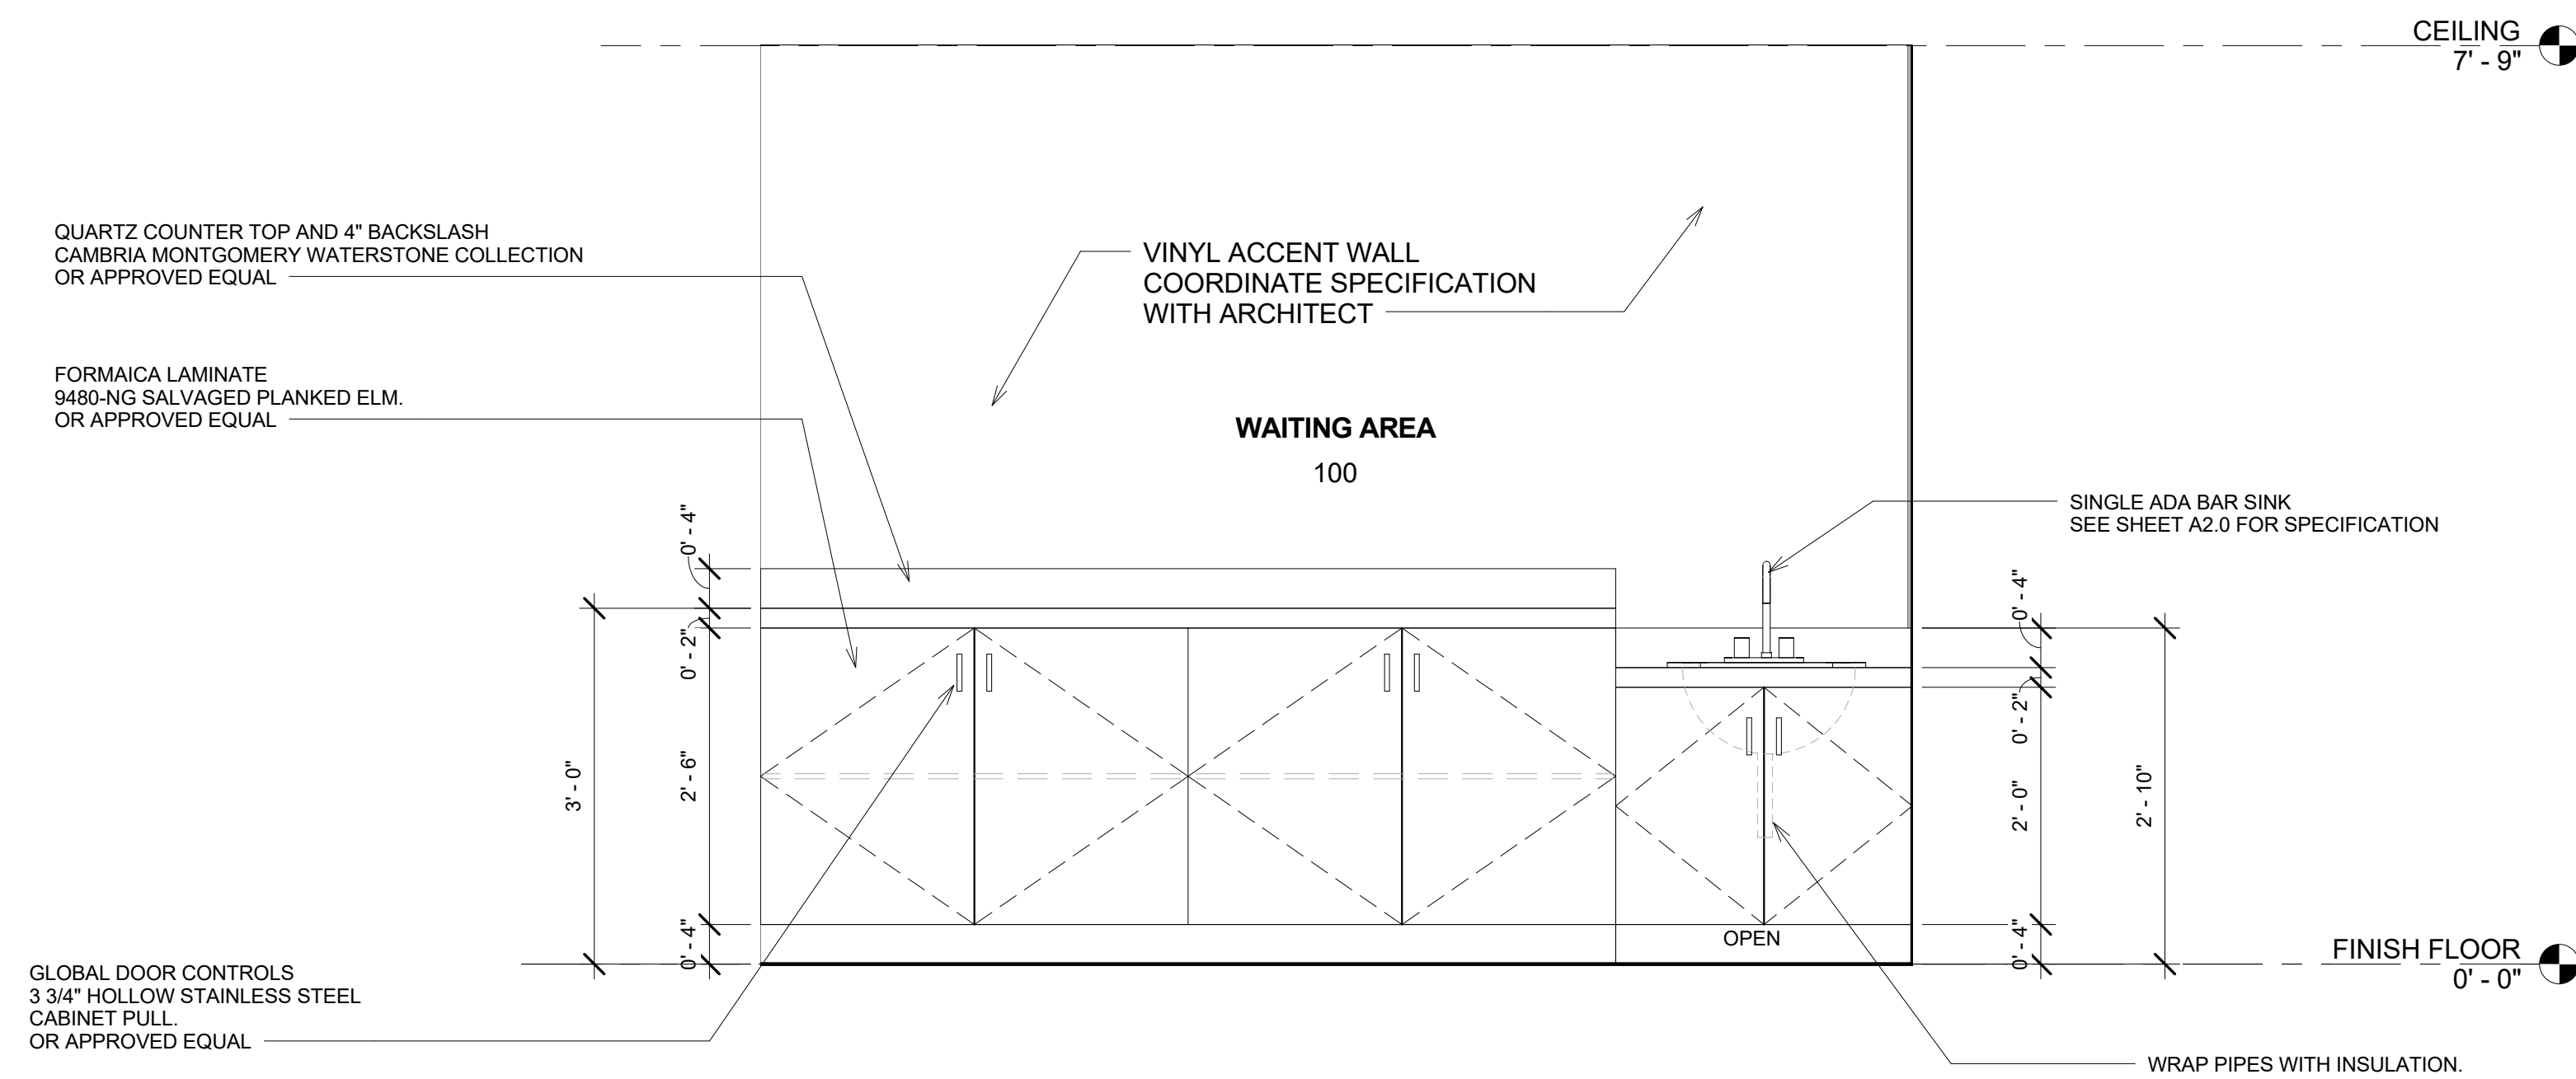 CEILING
7' - 9"
QUARTZ COUNTER TOP AND 4" BACKSLASH
CAMBRIA MONTGOMERY WATERSTONE COLLECTION
OR APPROVED EQUAL
VINYL ACCENT WALL
COORDINATE SPECIFICATION
WITH ARCHITECT
FORMAICA LAMINATE
9480-NG SALVAGED PLANKED ELM.
OR APPROVED EQUAL
WAITING AREA
100
SINGLE ADA BAR SINK
SEE SHEET A2.0 FOR SPECIFICATION
0' - 4"
0' - 2"
2' - 6"
0' - 4"
3' - 0"
0' - 4"
0' - 2"
2' - 0"
0' - 4"
2' - 10"
OPEN
FINISH FLOOR
0' - 0"
GLOBAL DOOR CONTROLS
3 3/4" HOLLOW STAINLESS STEEL
CABINET PULL.
OR APPROVED EQUAL
WRAP PIPES WITH INSULATION.